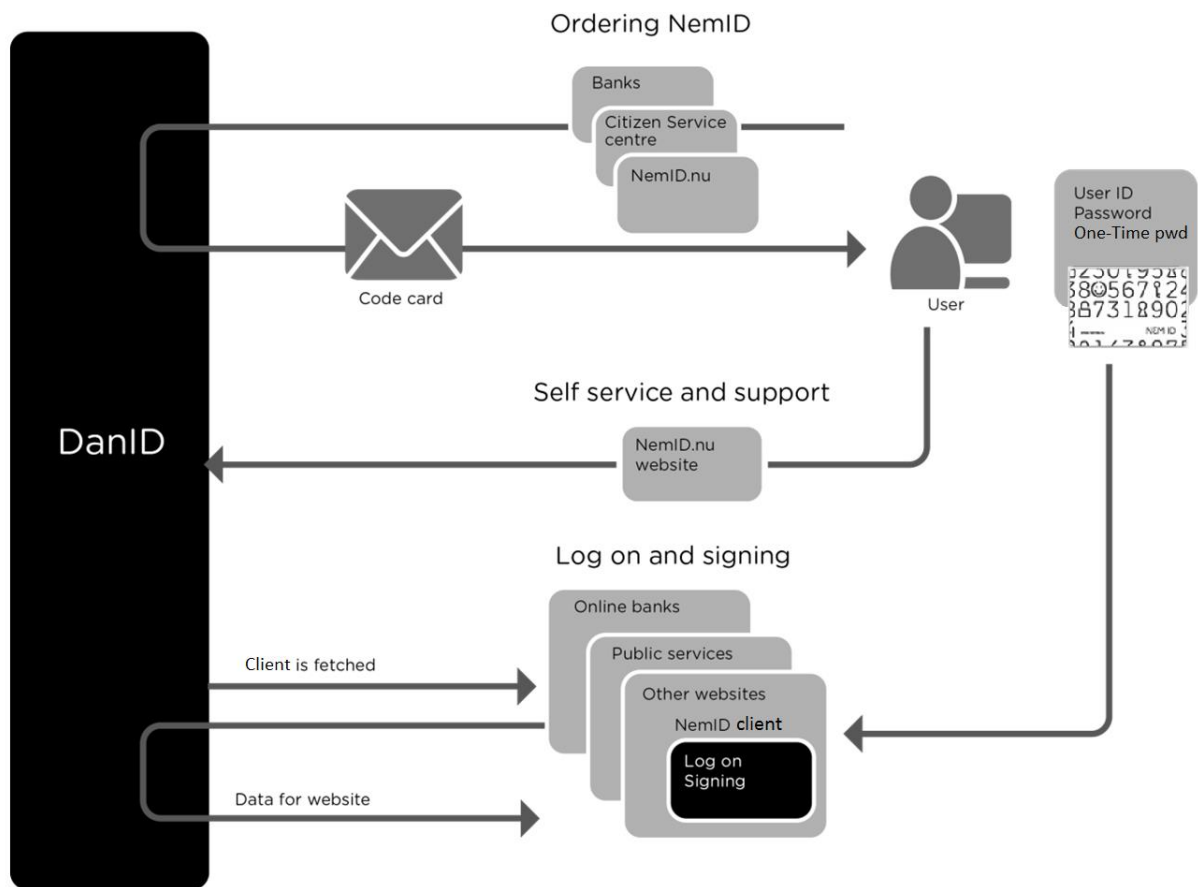 Ordering NemID
Banks
Citizen Service
centre
NemID.nu
Code card
User
User ID
Password
One-Time pwd
NEM ID
Self service and support
NemID.nu
website
DanID
Log on and signing
Online banks
Public services
Other websites
NemID client
Log on
Signing
Client is fetched
Data for website